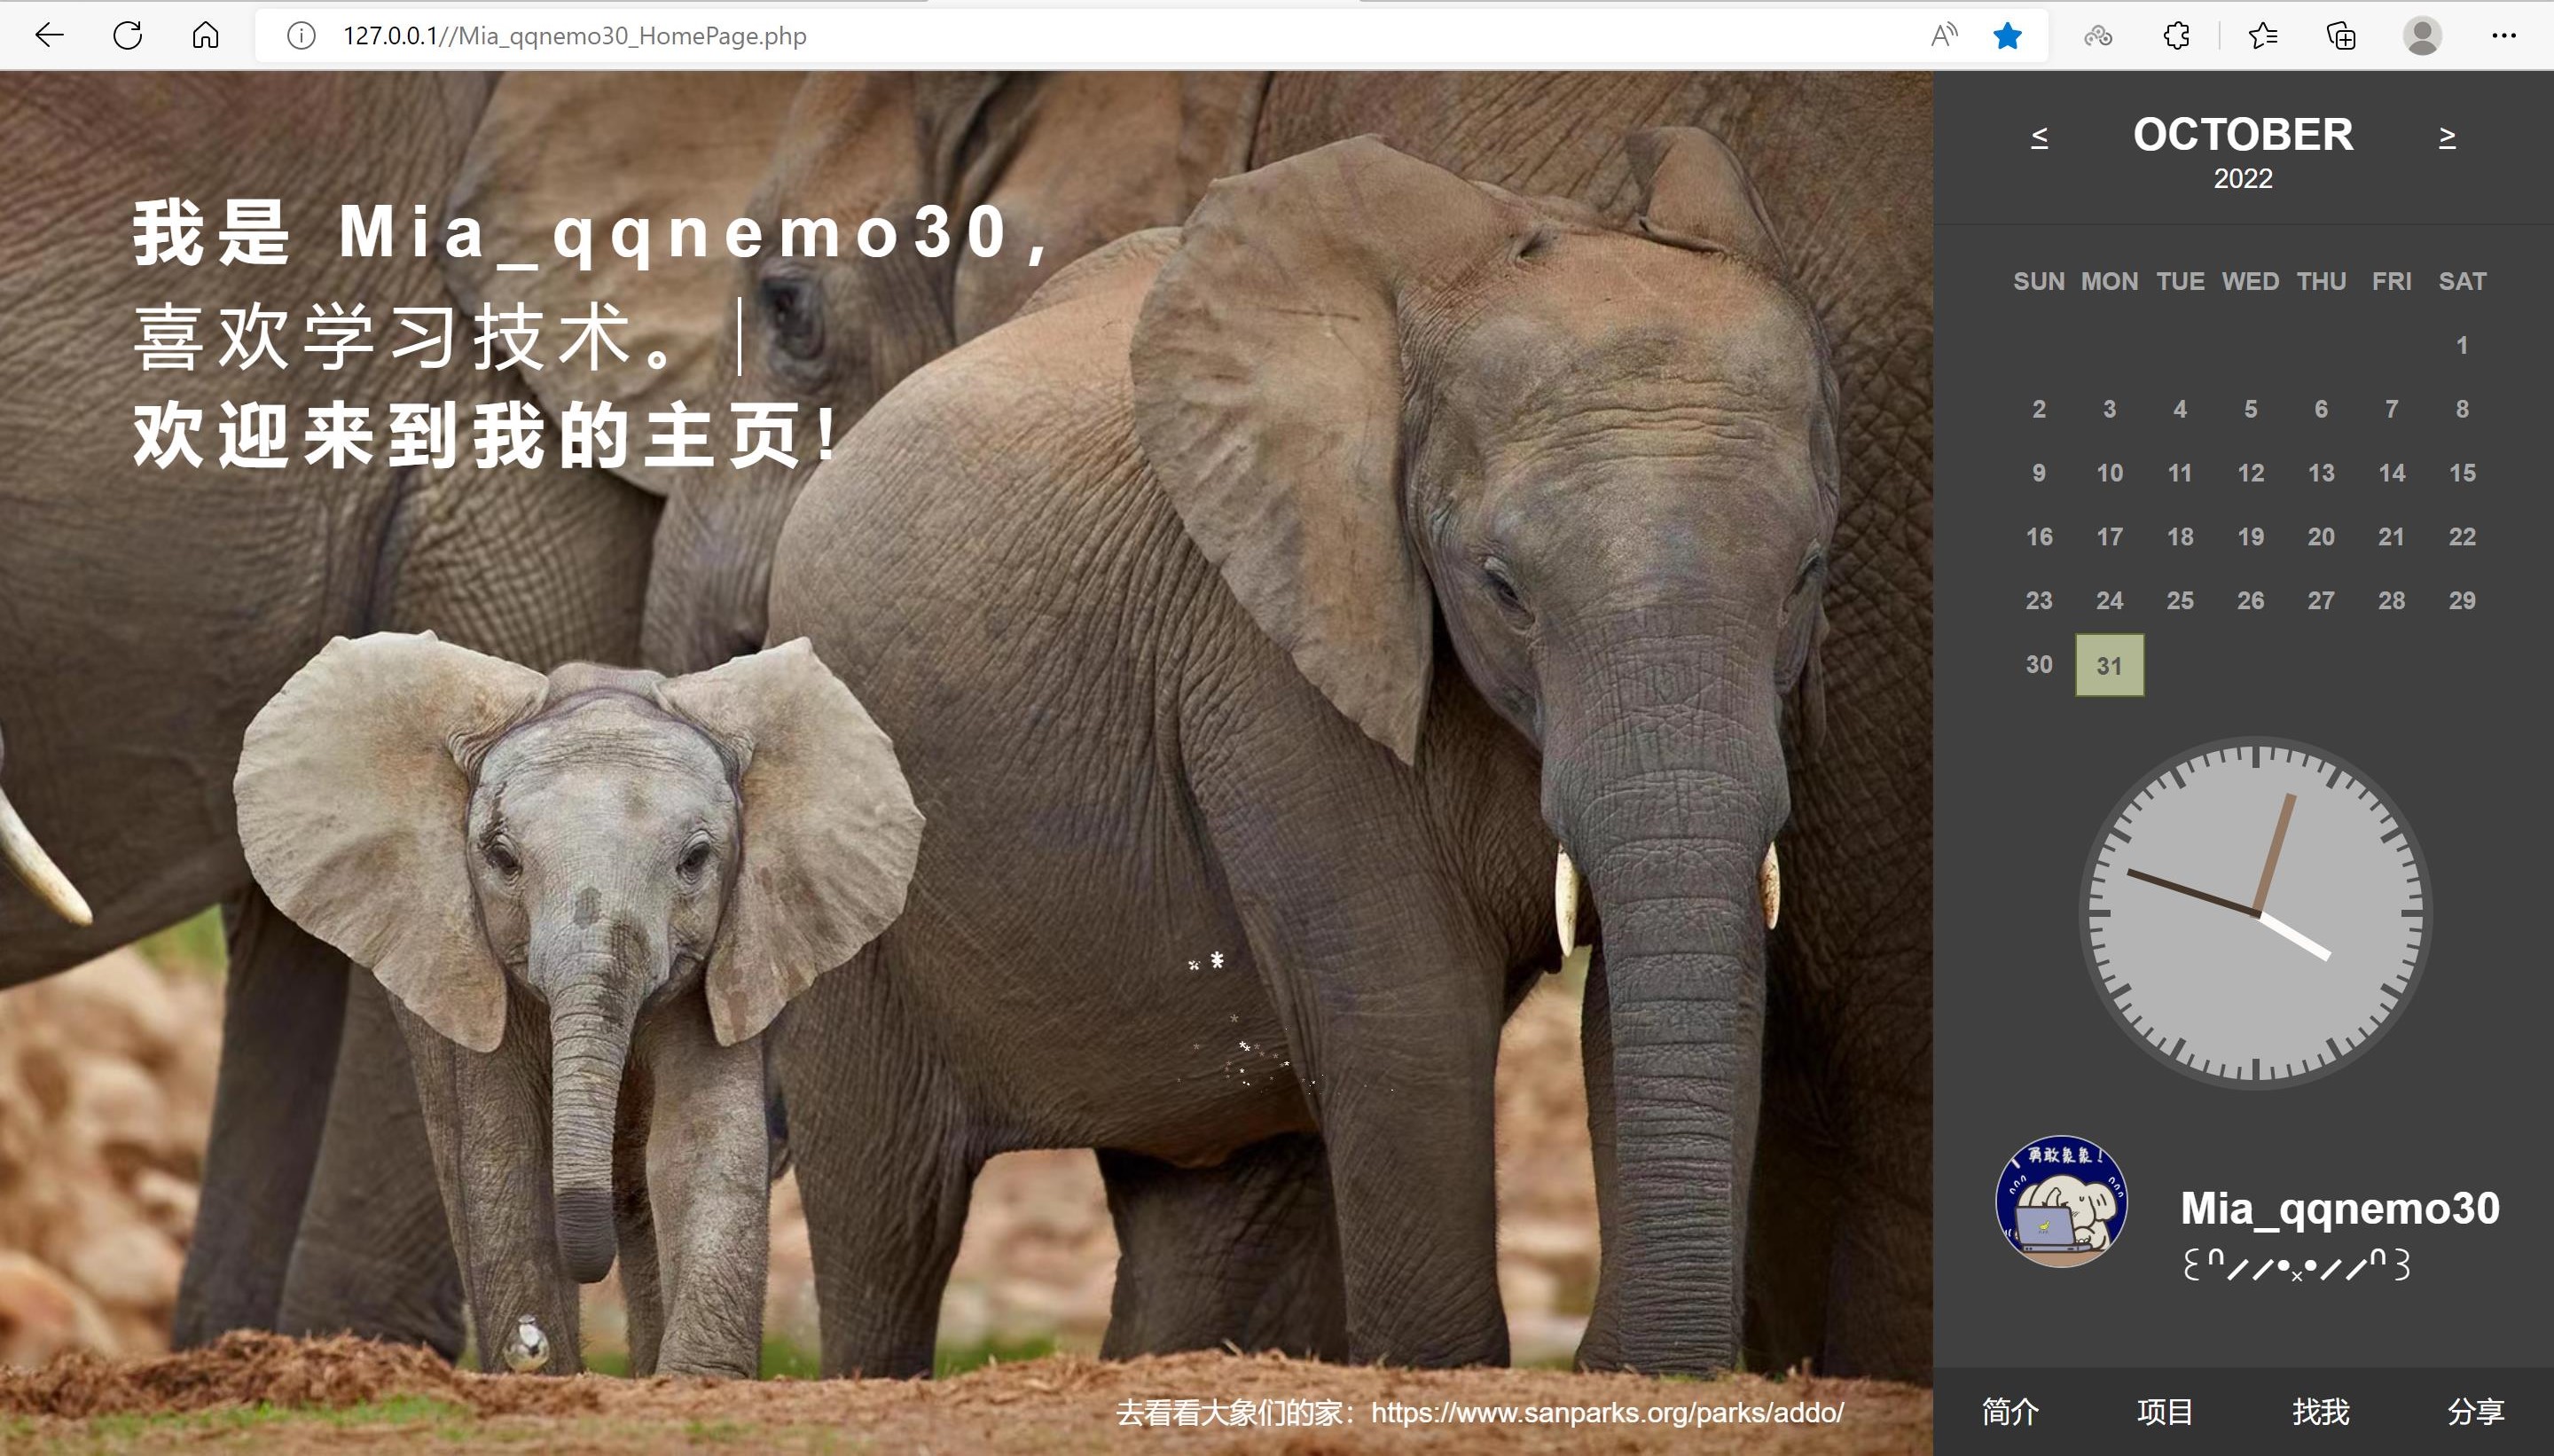 127.0.0.1//Mia_qqnemo30_HomePage.php
我是 Mia_qqnemo30,
喜欢学习技术。|
欢迎来到我的主页!
去看看大象们的家：https://www.sanparks.org/parks/addo/
≤ OCTOBER ≥
2022
SUN MON TUE WED THU FRI SAT
1
2 3 4 5 6 7 8
9 10 11 12 13 14 15
16 17 18 19 20 21 22
23 24 25 26 27 28 29
30 31
勇敢象象！
Mia_qqnemo30
꒰ᐢ⸝⸝•༝•⸝⸝ᐢ꒱
简介 项目 找我 分享